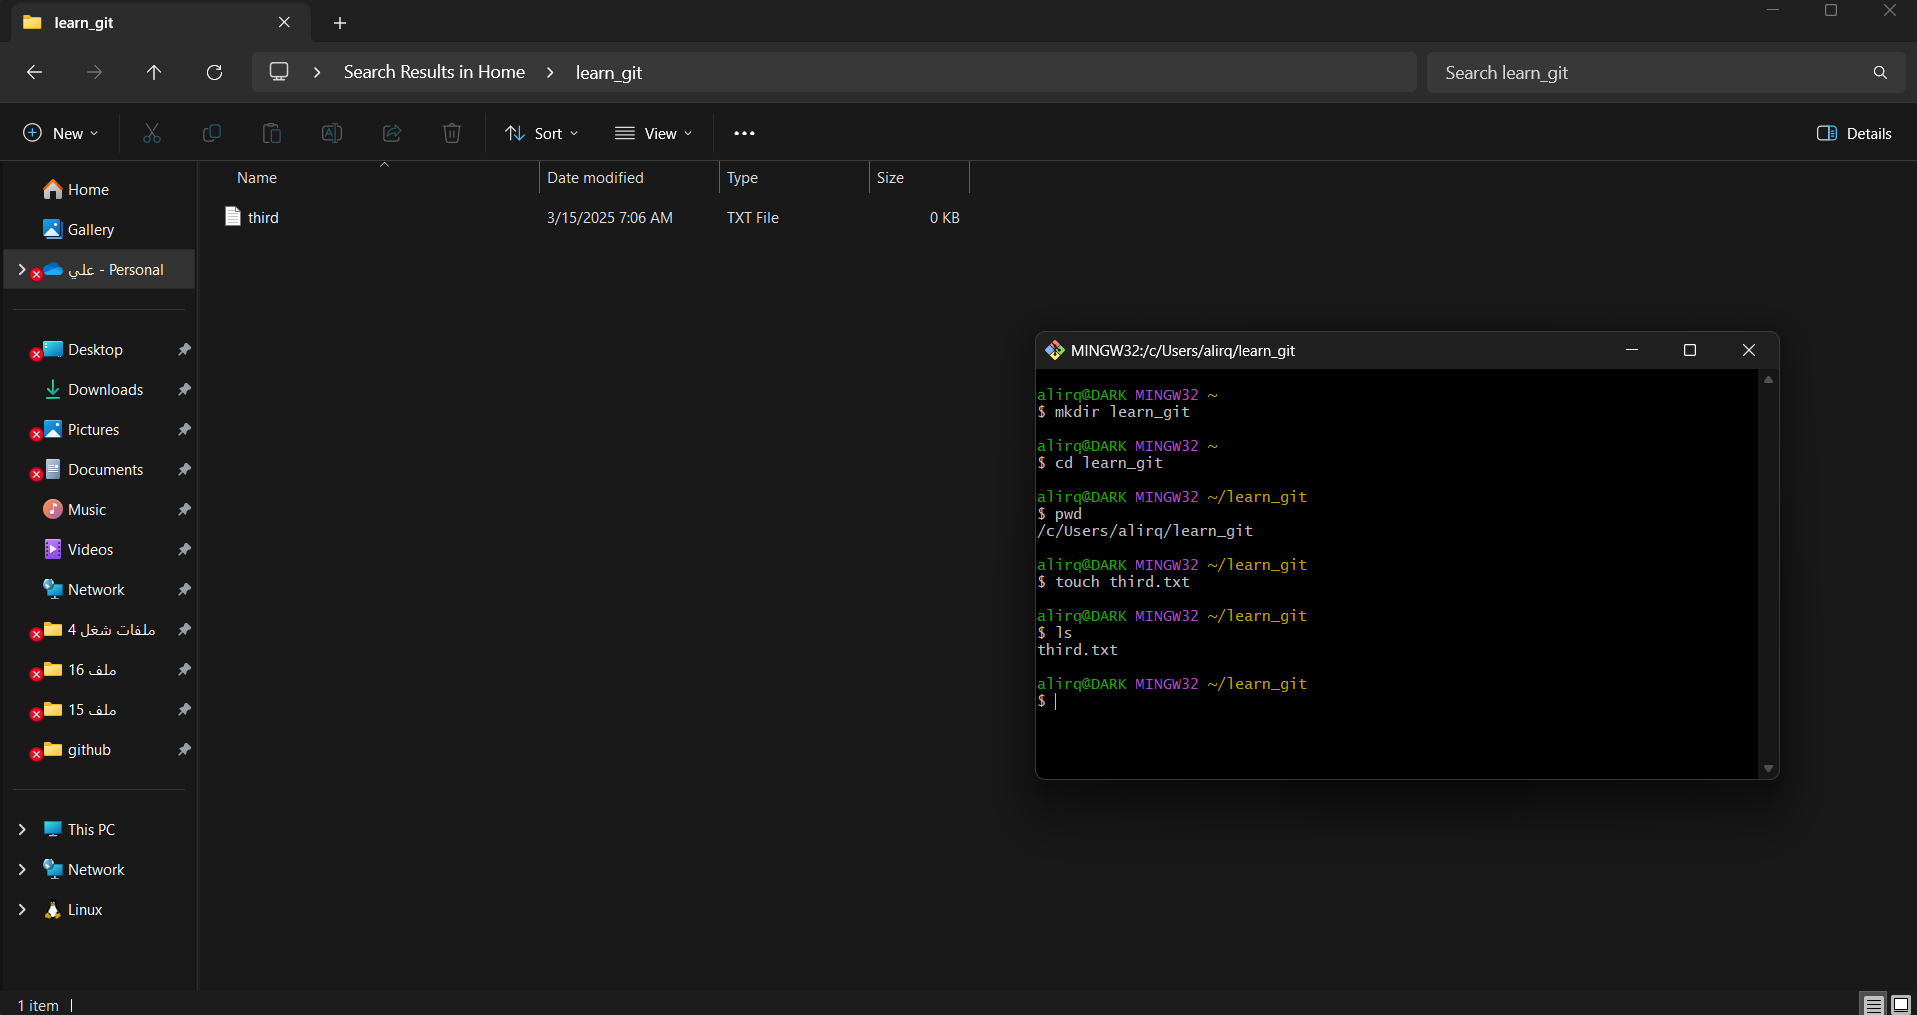 learn_git
Search Results in Home
learn_git
Search learn_git
New
Sort
View
Details
Name
Date modified
Type
Size
third
3/15/2025 7:06 AM
TXT File
0 KB
Home
Gallery
علي - Personal
Desktop
Downloads
Pictures
Documents
Music
Videos
Network
ملفات شغل 4
ملف 16
ملف 15
github
This PC
Network
Linux
1 item
MINGW32:/c/Users/alirq/learn_git
alirq@DARK MINGW32 ~
$ mkdir learn_git
alirq@DARK MINGW32 ~
$ cd learn_git
alirq@DARK MINGW32 ~/learn_git
$ pwd
/c/Users/alirq/learn_git
alirq@DARK MINGW32 ~/learn_git
$ touch third.txt
alirq@DARK MINGW32 ~/learn_git
$ ls
third.txt
alirq@DARK MINGW32 ~/learn_git
$